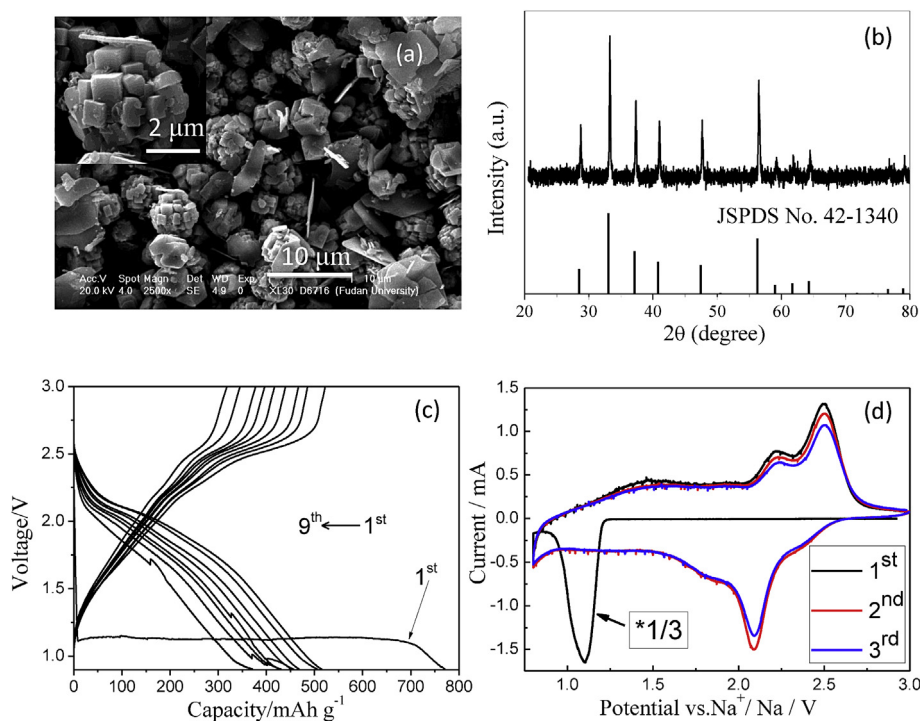 (a)
2 μm
10 μm
Acc.V Spot Magn Det WD Exp 10 μm
20.0 kV 4.0 2500x SE 4.9 0 XL30 D6716 (Fudan University)
(b)
Intensity (a.u.)
JSPDS No. 42-1340
20 30 40 50 60 70 80
2θ (degree)
(c)
Voltage/V
3.0
2.5
2.0
1.5
1.0
9th 1st
1st
0 100 200 300 400 500 600 700 800
Capacity/mAh g-1
(d)
Current / mA
1.5
1.0
0.5
0.0
-0.5
-1.0
-1.5
*1/3
1st
2nd
3rd
1.0 1.5 2.0 2.5 3.0
Potential vs.Na+/ Na / V